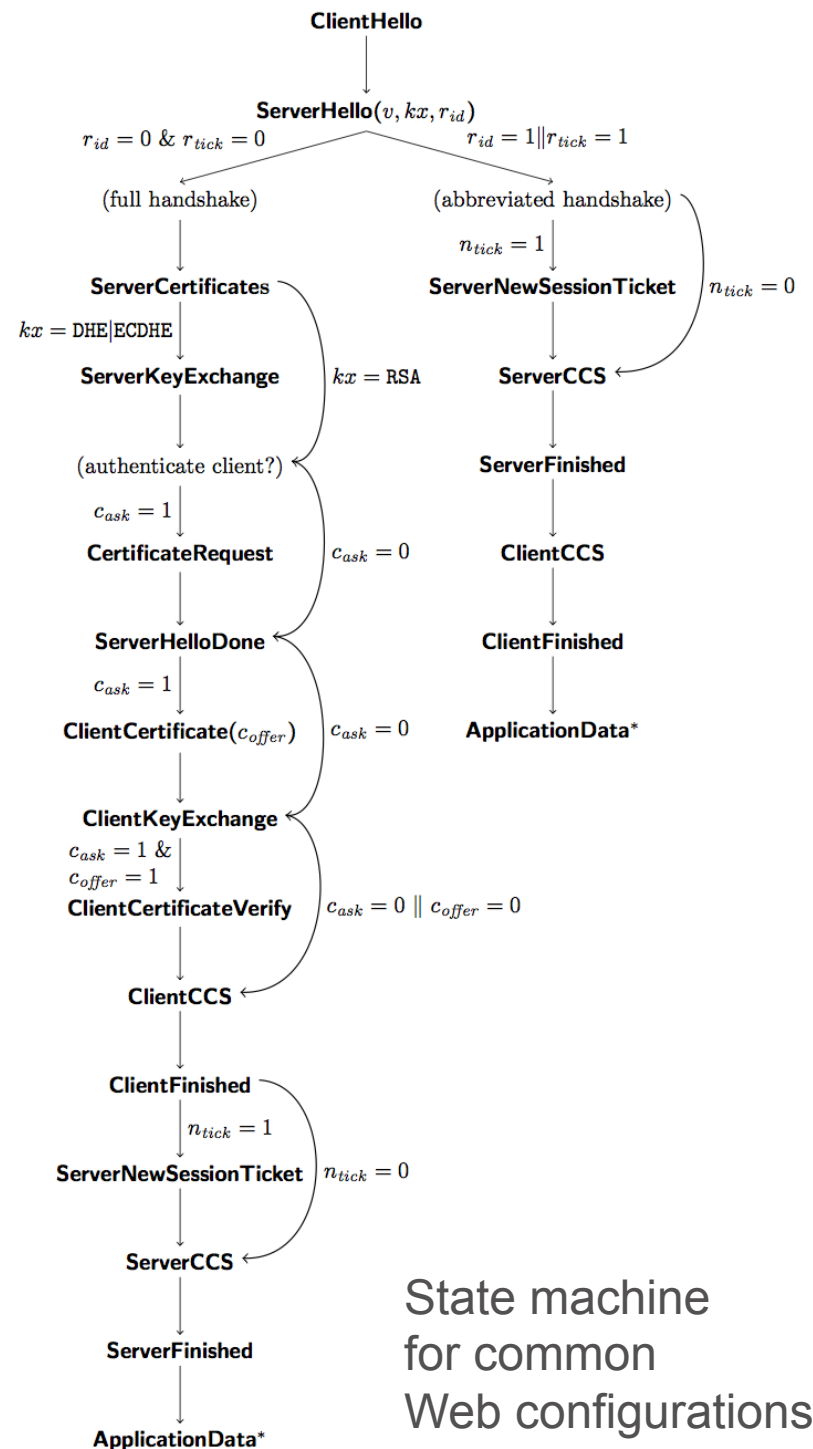 ClientHello
ServerHello(v, kx, r_id)
r_id = 0 & r_tick = 0
r_id = 1||r_tick = 1
(full handshake)
(abbreviated handshake)
n_tick = 1
ServerCertificates
ServerNewSessionTicket
n_tick = 0
kx = DHE|ECDHE
ServerKeyExchange
kx = RSA
ServerCCS
(authenticate client?)
ServerFinished
c_ask = 1
CertificateRequest
c_ask = 0
ClientCCS
ServerHelloDone
ClientFinished
c_ask = 1
ClientCertificate(c_offer)
c_ask = 0
ApplicationData*
ClientKeyExchange
c_ask = 1 &
c_offer = 1
ClientCertificateVerify
c_ask = 0 || c_offer = 0
ClientCCS
ClientFinished
n_tick = 1
ServerNewSessionTicket
n_tick = 0
ServerCCS
ServerFinished
ApplicationData*
State machine
for common
Web configurations